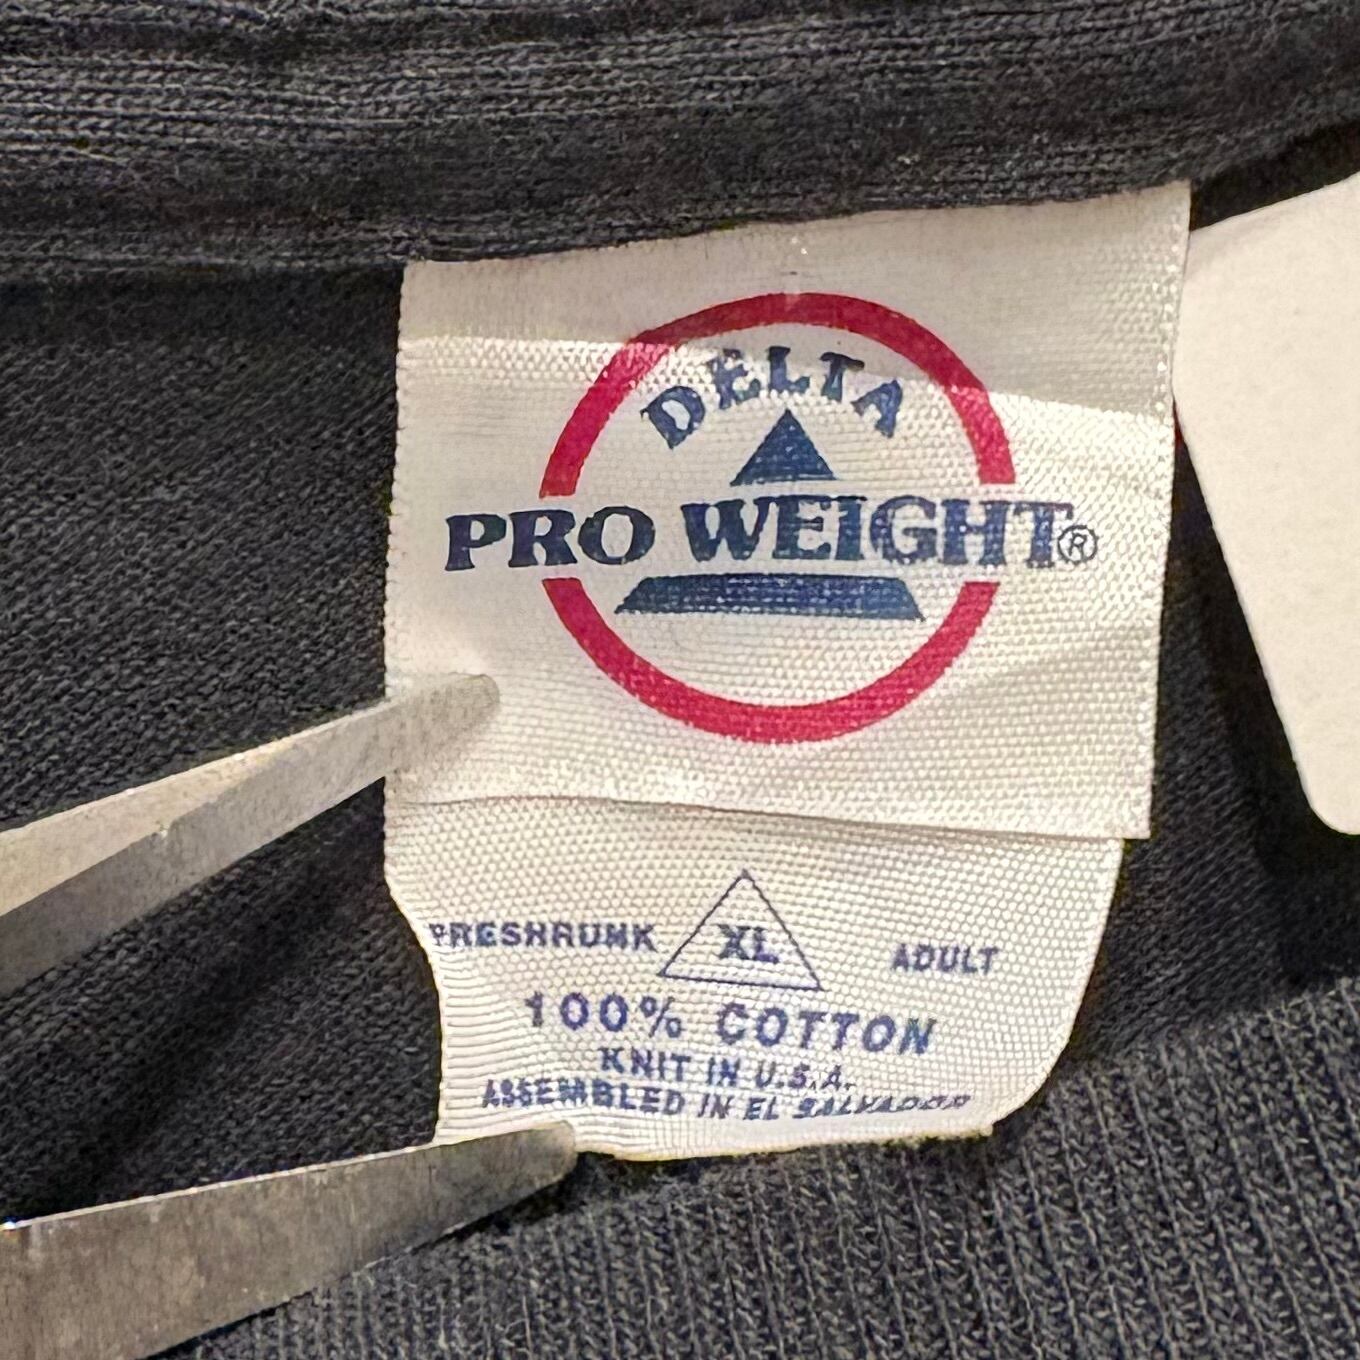 DELTA
PRO WEIGHT®
PRESHRUNK XL ADULT
100% COTTON
KNIT IN U.S.A.
ASSEMBLED IN EL SALVADOR